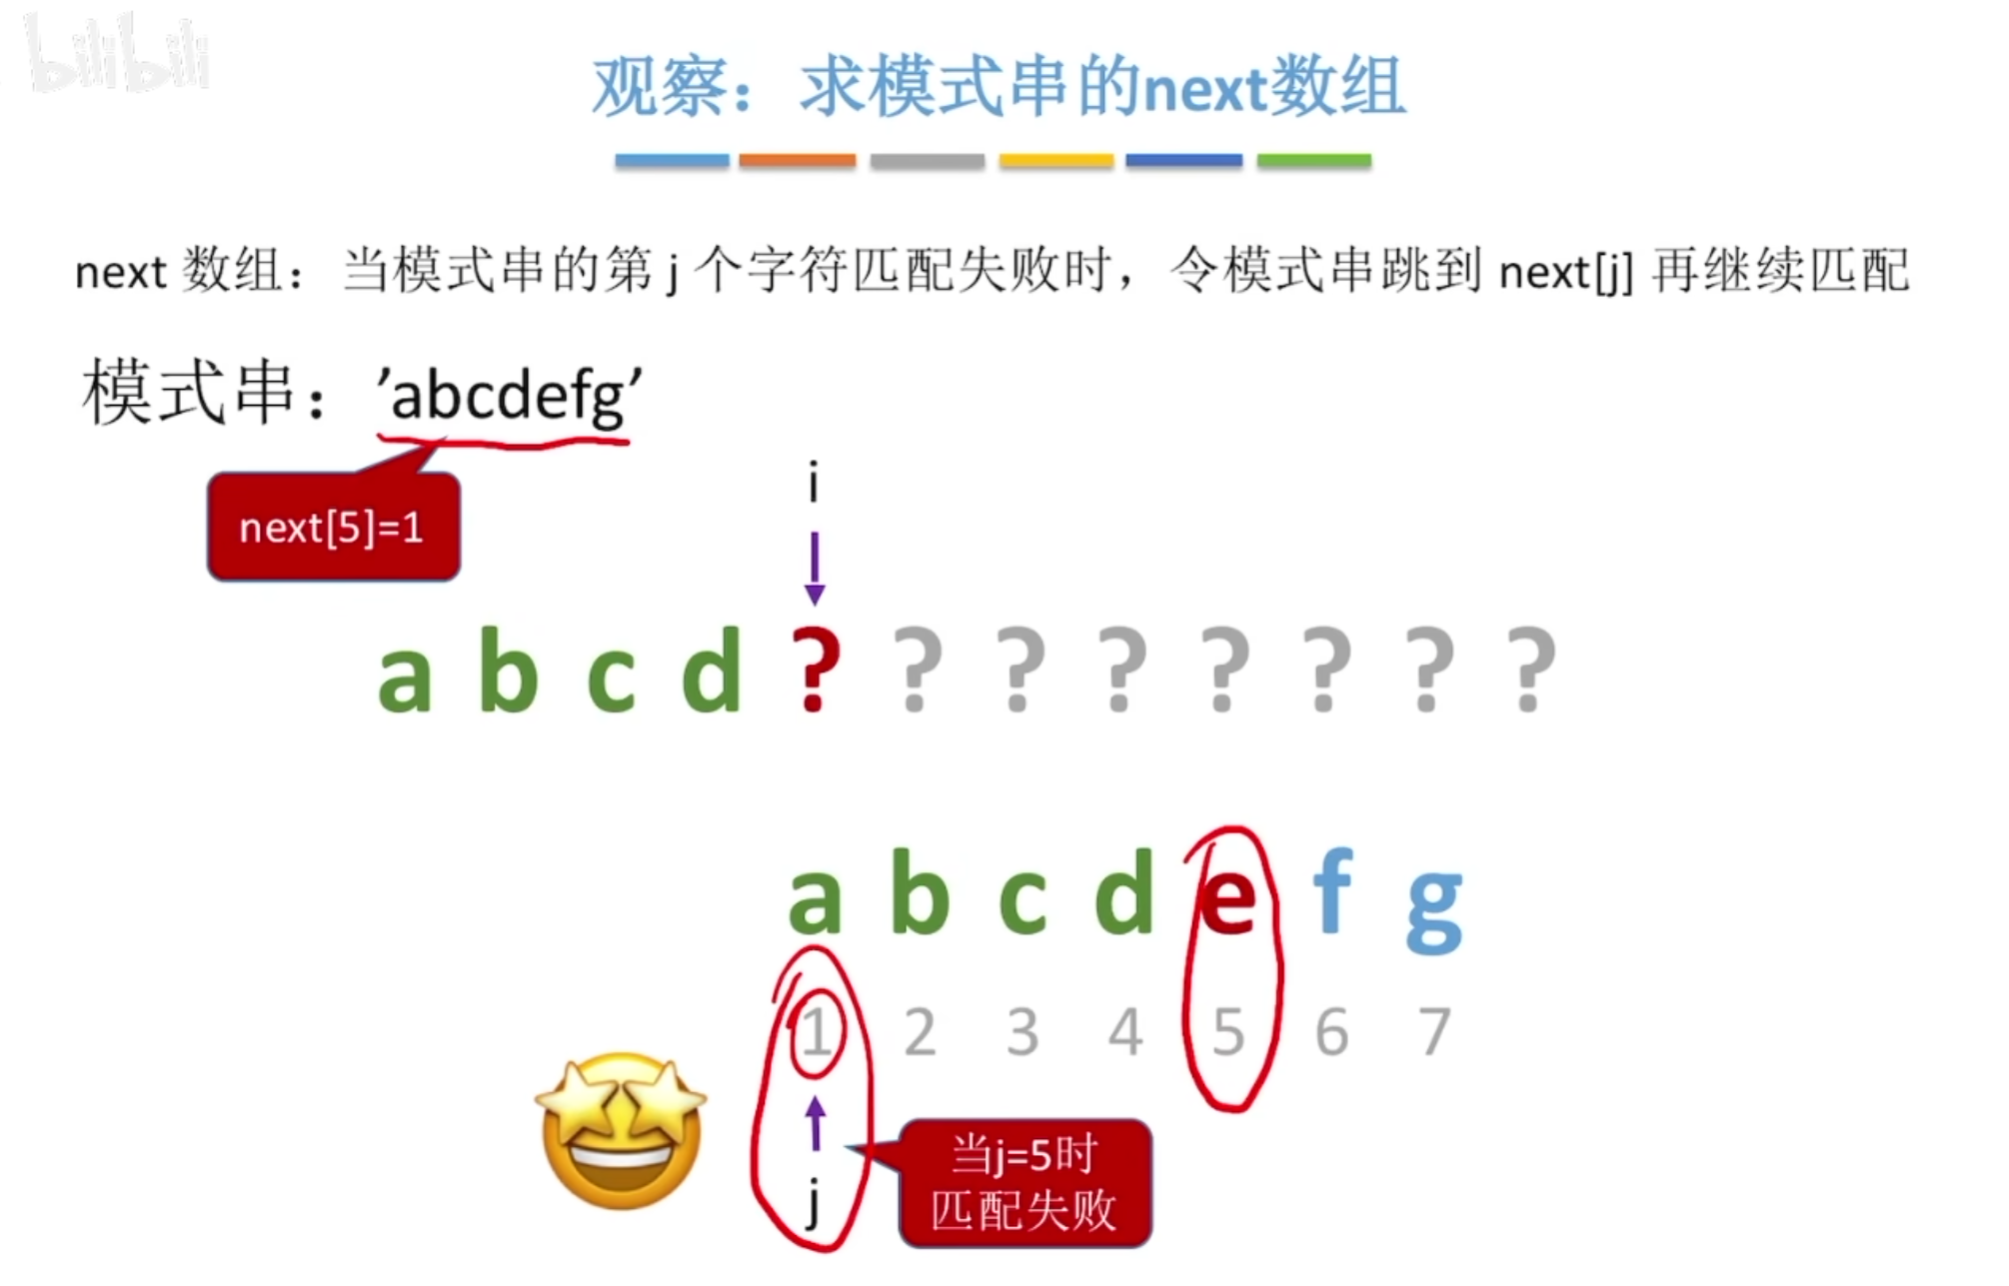 bilibili
观察：求模式串的next数组
next 数组：当模式串的第 j 个字符匹配失败时，令模式串跳到 next[j] 再继续匹配
模式串：’abcdefg’
next[5]=1
i
a b c d ? ? ? ? ? ? ? ?
a b c d e f g
1 2 3 4 5 6 7
j
当j=5时
匹配失败